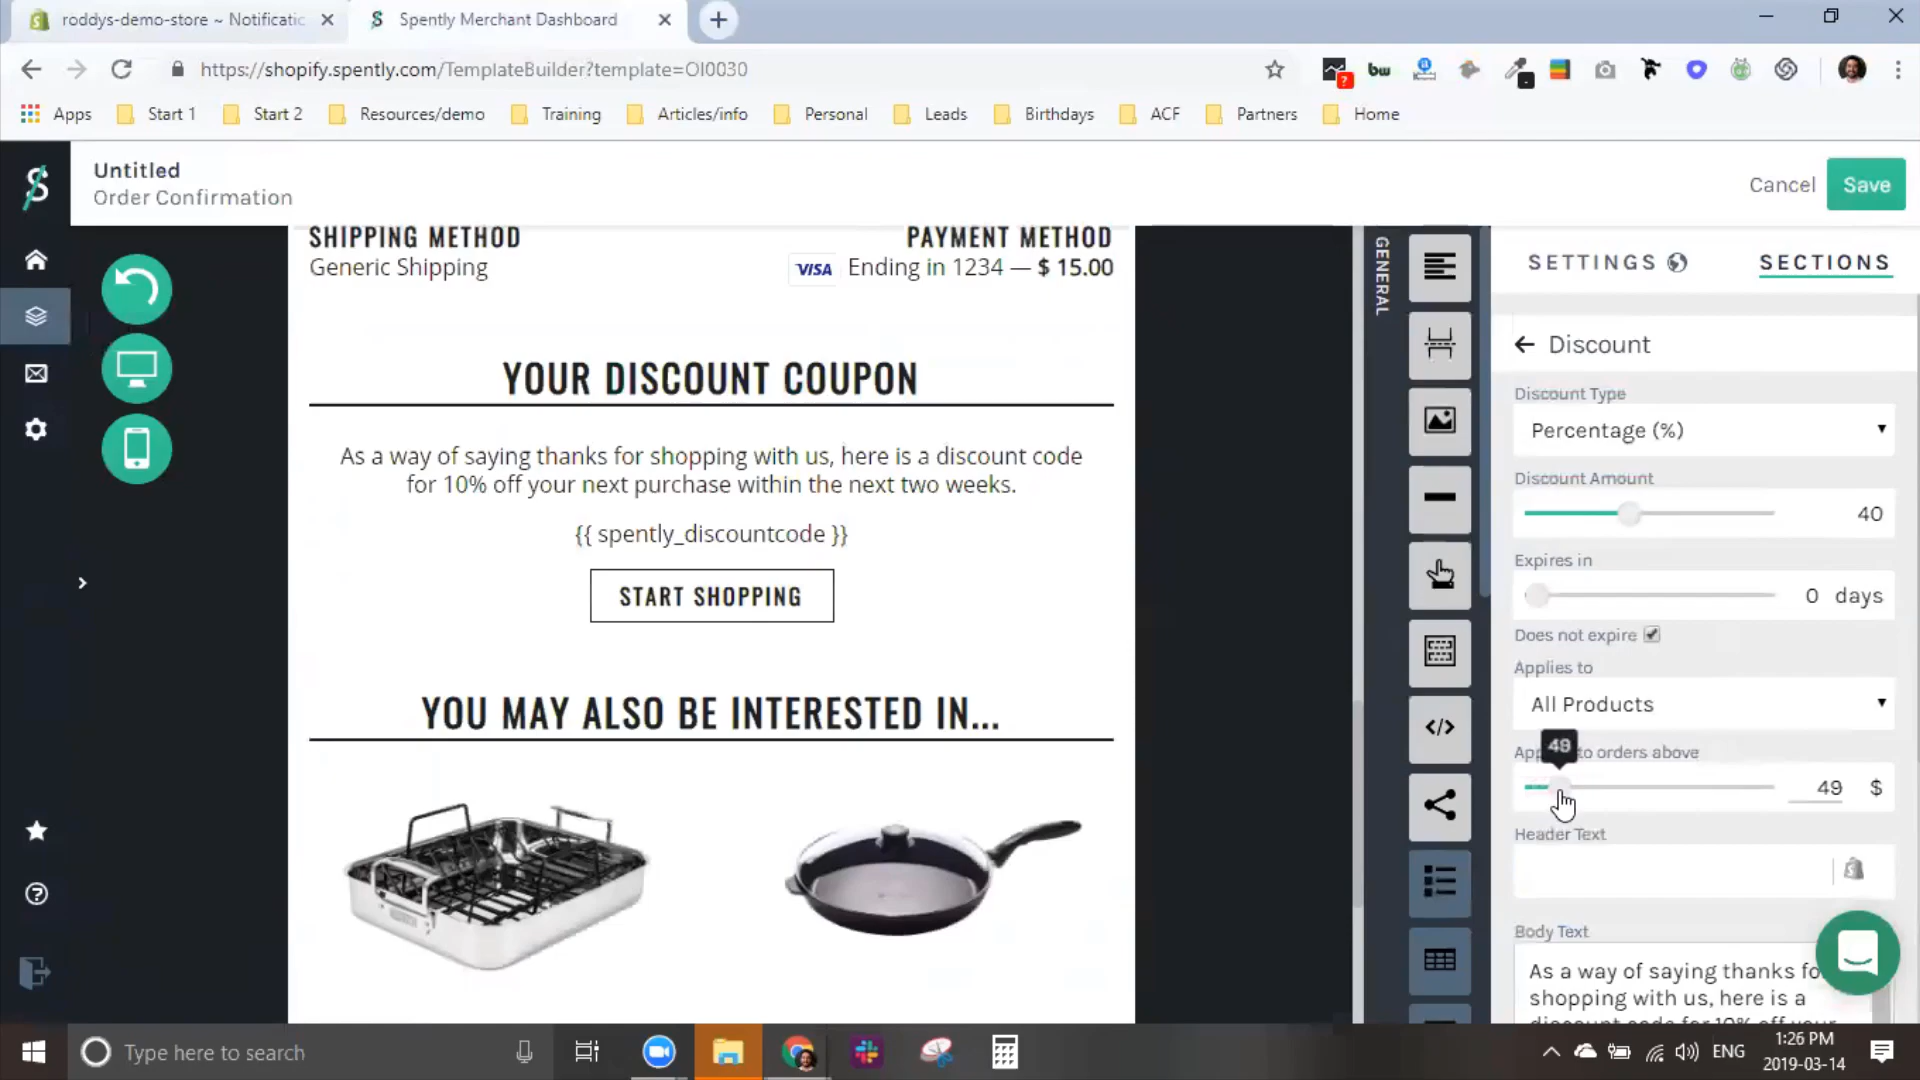 roddys-demo-store ~ Notificatic
Spently Merchant Dashboard
https://shopify.spently.com/TemplateBuilder?template=OI0030
Apps
Start 1
Start 2
Resources/demo
Training
Articles/info
Personal
Leads
Birthdays
ACF
Partners
Home
Untitled
Order Confirmation
Cancel
Save
SHIPPING METHOD
PAYMENT METHOD
Generic Shipping
VISA Ending in 1234 — $ 15.00
YOUR DISCOUNT COUPON
As a way of saying thanks for shopping with us, here is a discount code
for 10% off your next purchase within the next two weeks.
{{ spently_discountcode }}
START SHOPPING
YOU MAY ALSO BE INTERESTED IN...
GENERAL
SETTINGS
SECTIONS
Discount
Discount Type
Percentage (%)
Discount Amount
40
Expires in
0 days
Does not expire
Applies to
All Products
49
to orders above
49 $
Header Text
Body Text
As a way of saying thanks fo
shopping with us, here is a
discount code for 10% off your
Type here to search
ENG
1:26 PM
2019-03-14